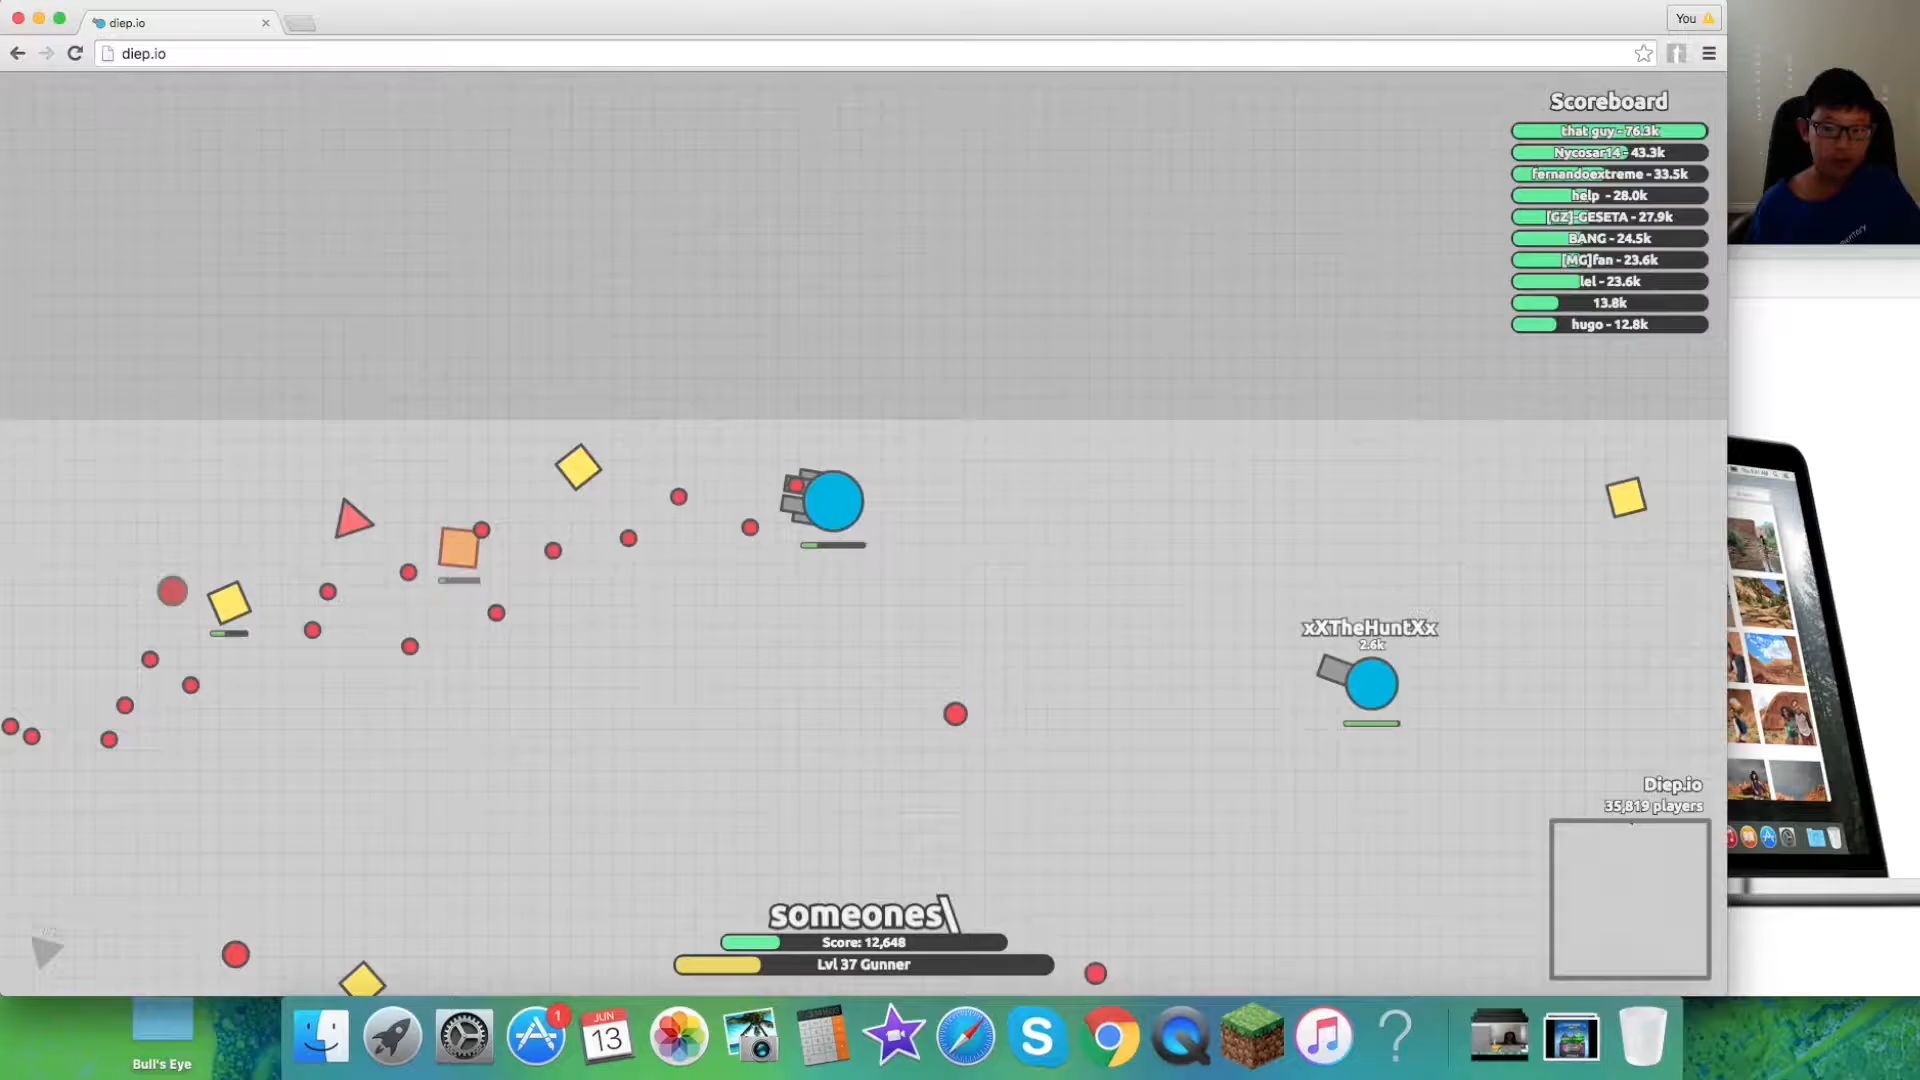 diep.io
You
diep.io
Scoreboard
that guy - 76.3k
Nycosar14 - 43.3k
fernandoextreme - 33.5k
help - 28.0k
[GZ]-GESETA - 27.9k
BANG - 24.5k
[MG]fan - 23.6k
lel - 23.6k
13.8k
hugo - 12.8k
xXTheHuntXx
2.6k
Diep.io
35,819 players
someones\
Score: 12,648
Lvl 37 Gunner
1
JUN
13
Bull's Eye